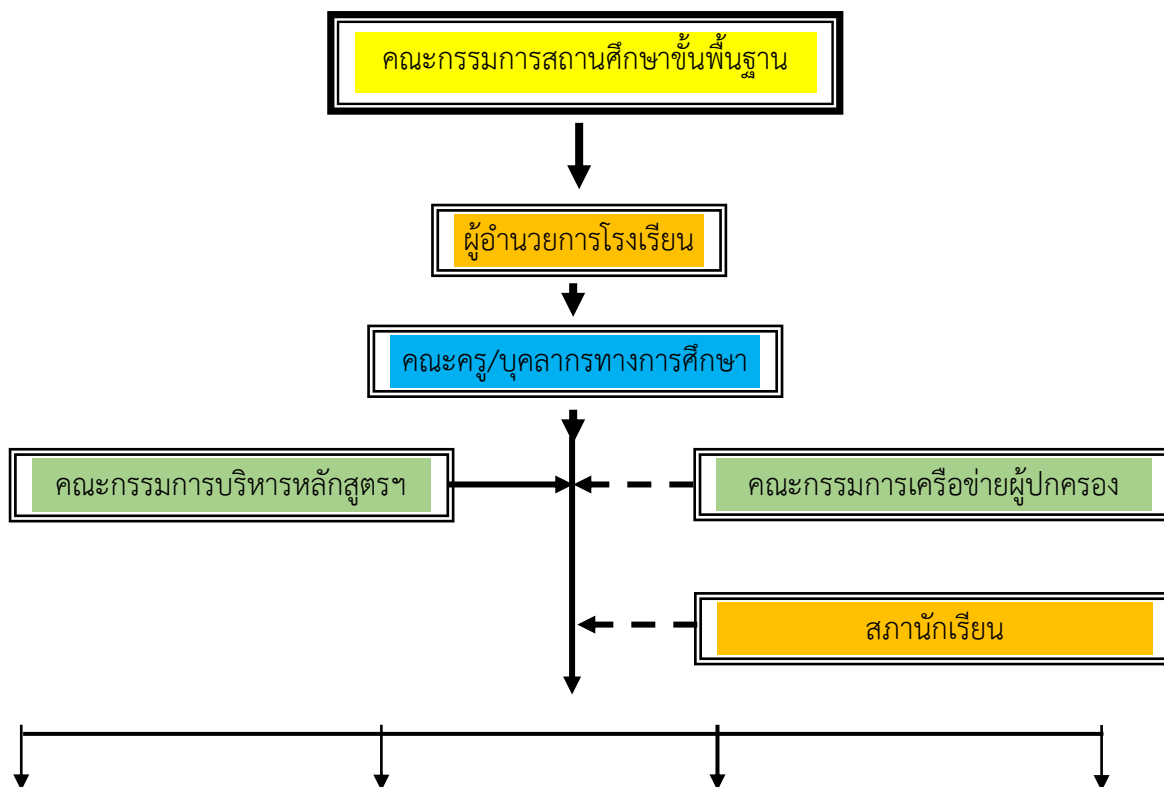 คณะกรรมการสถานศึกษาขั้นพื้นฐาน
ผู้อำนวยการโรงเรียน
คณะครู/บุคลากรทางการศึกษา
คณะกรรมการบริหารหลักสูตรฯ
คณะกรรมการเครือข่ายผู้ปกครอง
สภานักเรียน